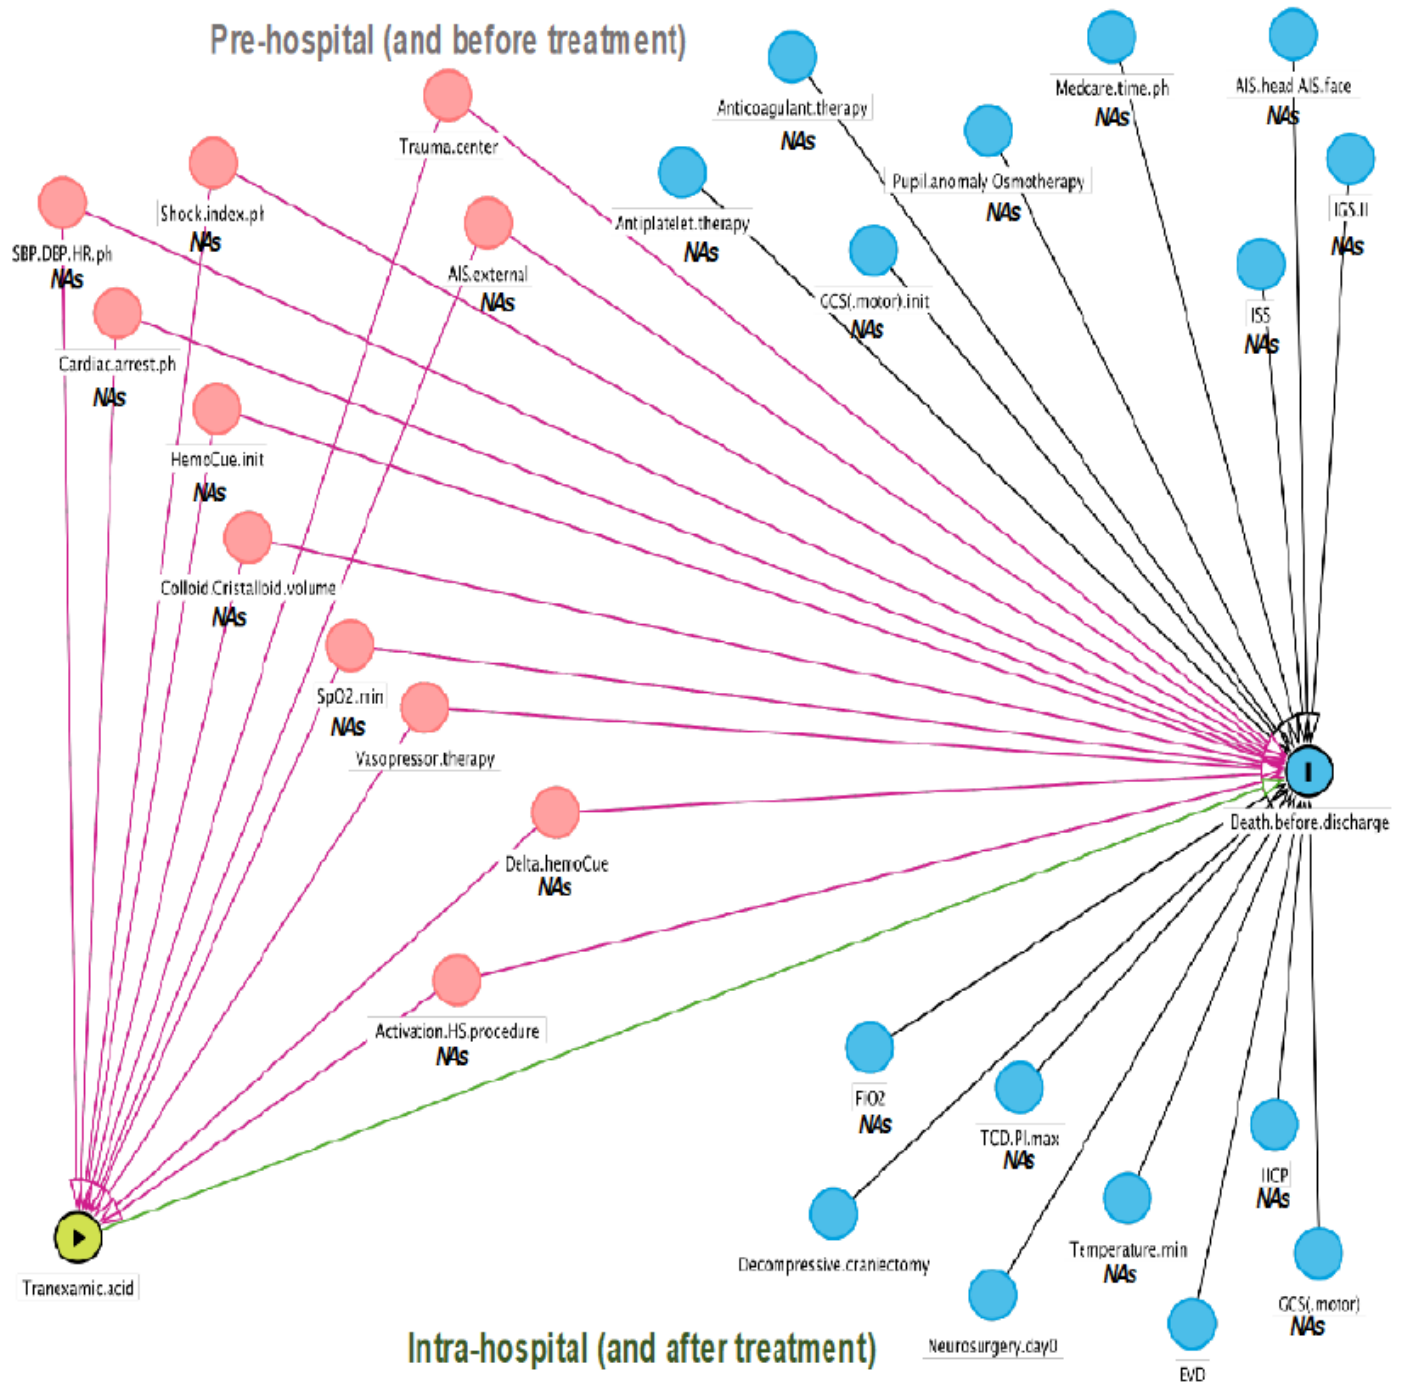 Pre-hospital (and before treatment)
Trauma.center
Shock.index.ph
NAs
SBP.DBP.HR.ph
NAs
AIS.external
NAs
Cardiac.arrest.ph
NAs
HemoCue.init
NAs
Colloid.Cristalloid.volume
NAs
SpO2.min
NAs
Vasopressor.therapy
Delta.hemoCue
NAs
Activation.HS.procedure
NAs
Tranexamic.acid
Anticoagulant.therapy
NAs
Medcare.time.ph
NAs
AIS.head AIS.face
NAs
Pupil.anomaly Osmotherapy
NAs
Antiplatelet.therapy
NAs
IGS.II
NAs
GCS(.motor).init
NAs
ISS
NAs
I
Death.before.discharge
FiO2
NAs
TCD.PI.max
NAs
IICP
NAs
Decompressive.craniectomy
Temperature.min
NAs
GCS(.motor)
NAs
Neurosurgery.day0
EVD
Intra-hospital (and after treatment)